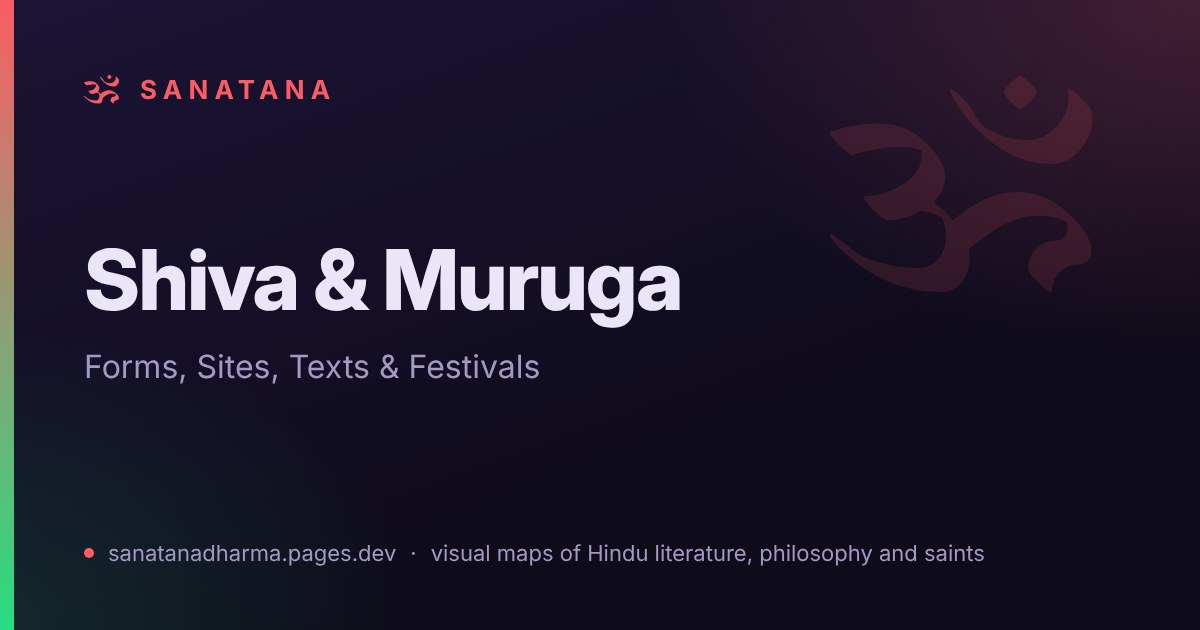 ॐ SANATANA
ॐ
Shiva & Muruga
Forms, Sites, Texts & Festivals
sanatanadharma.pages.dev · visual maps of Hindu literature, philosophy and saints